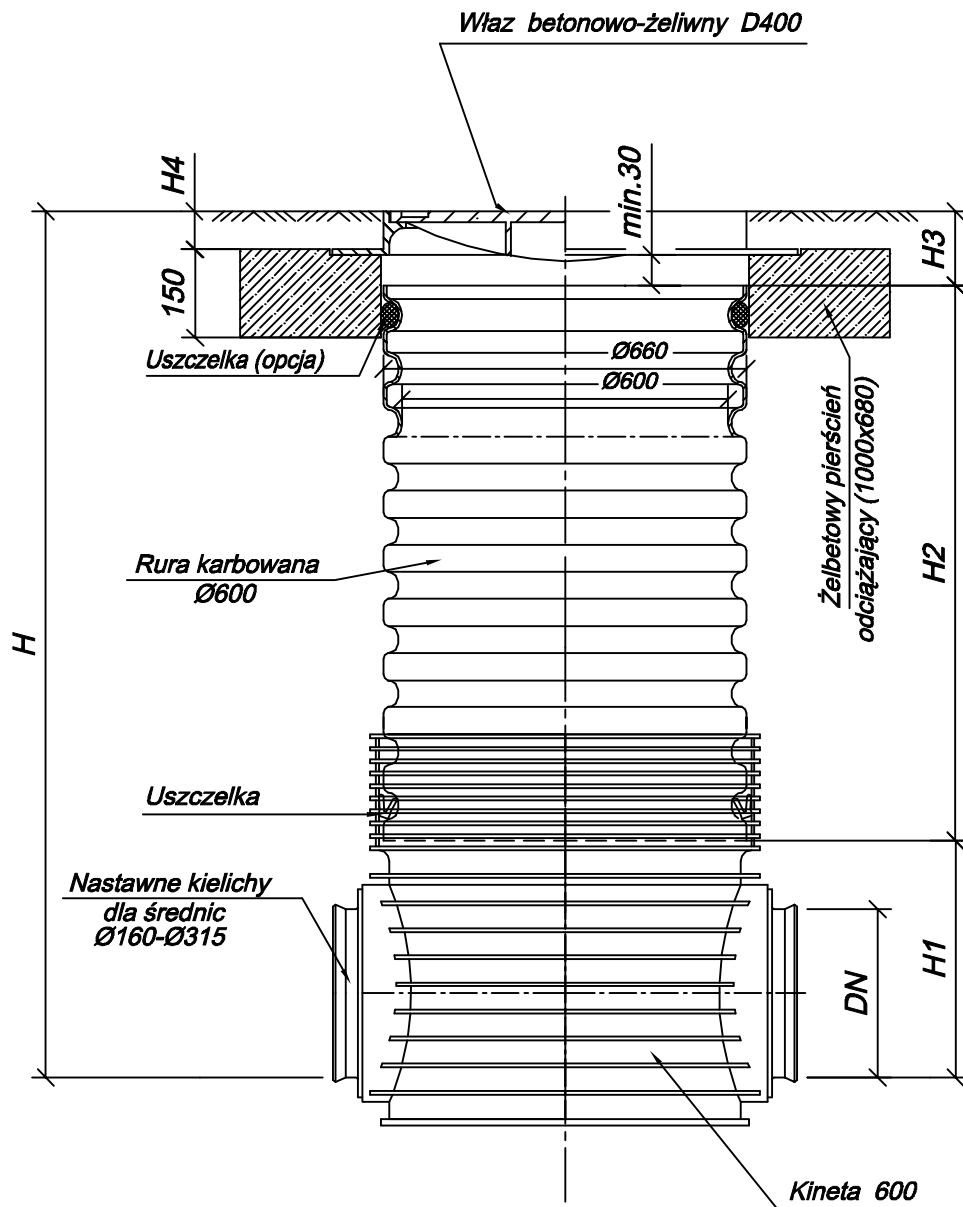 Właz betonowo-żeliwny D400
H4
min.30
H3
150
Uszczelka (opcja)
Ø660
Ø600
Żelbetowy pierścień
odciążający (1000x680)
H2
Rura karbowana
Ø600
H
Uszczelka
Nastawne kielichy
dla średnic
Ø160-Ø315
DN
H1
Kineta 600